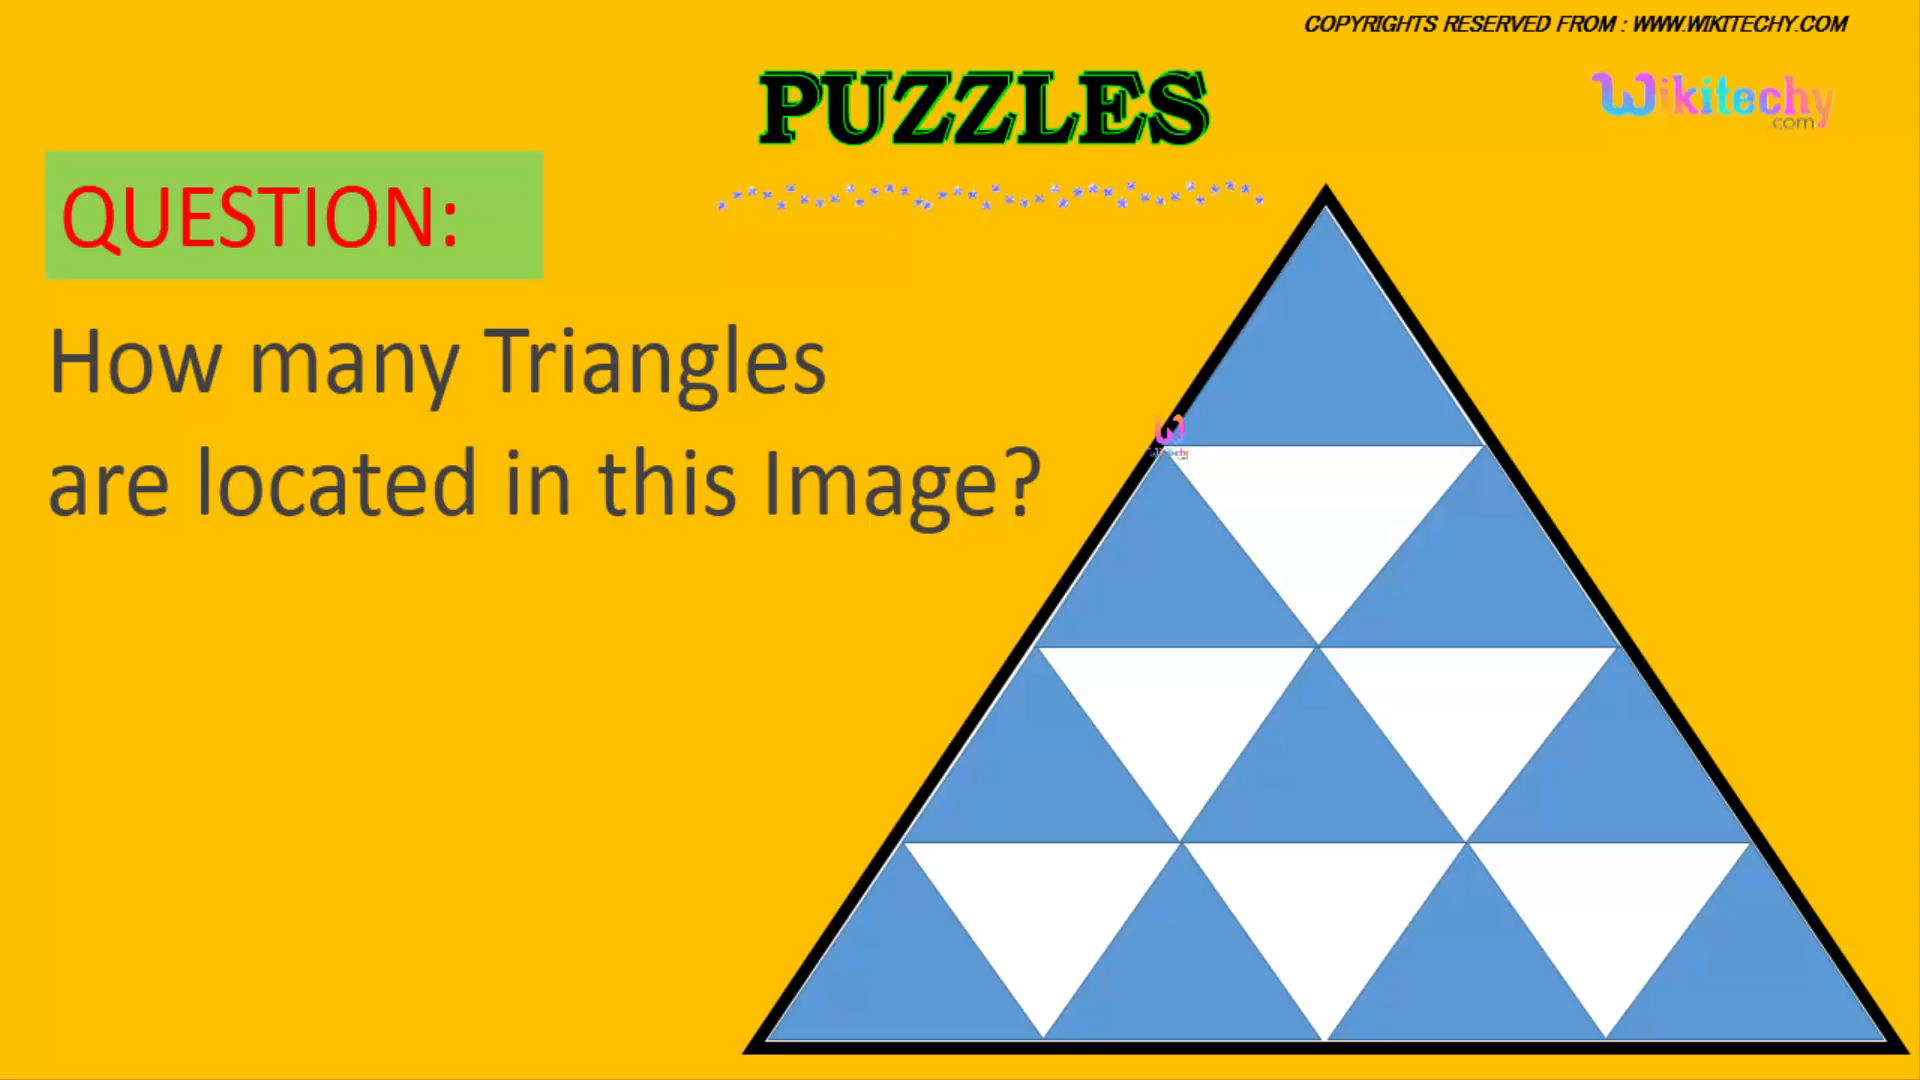 COPYRIGHTS RESERVED FROM : WWW.WIKITECHY.COM
PUZZLES
Wikitechy
.com
QUESTION:
How many Triangles
are located in this Image?